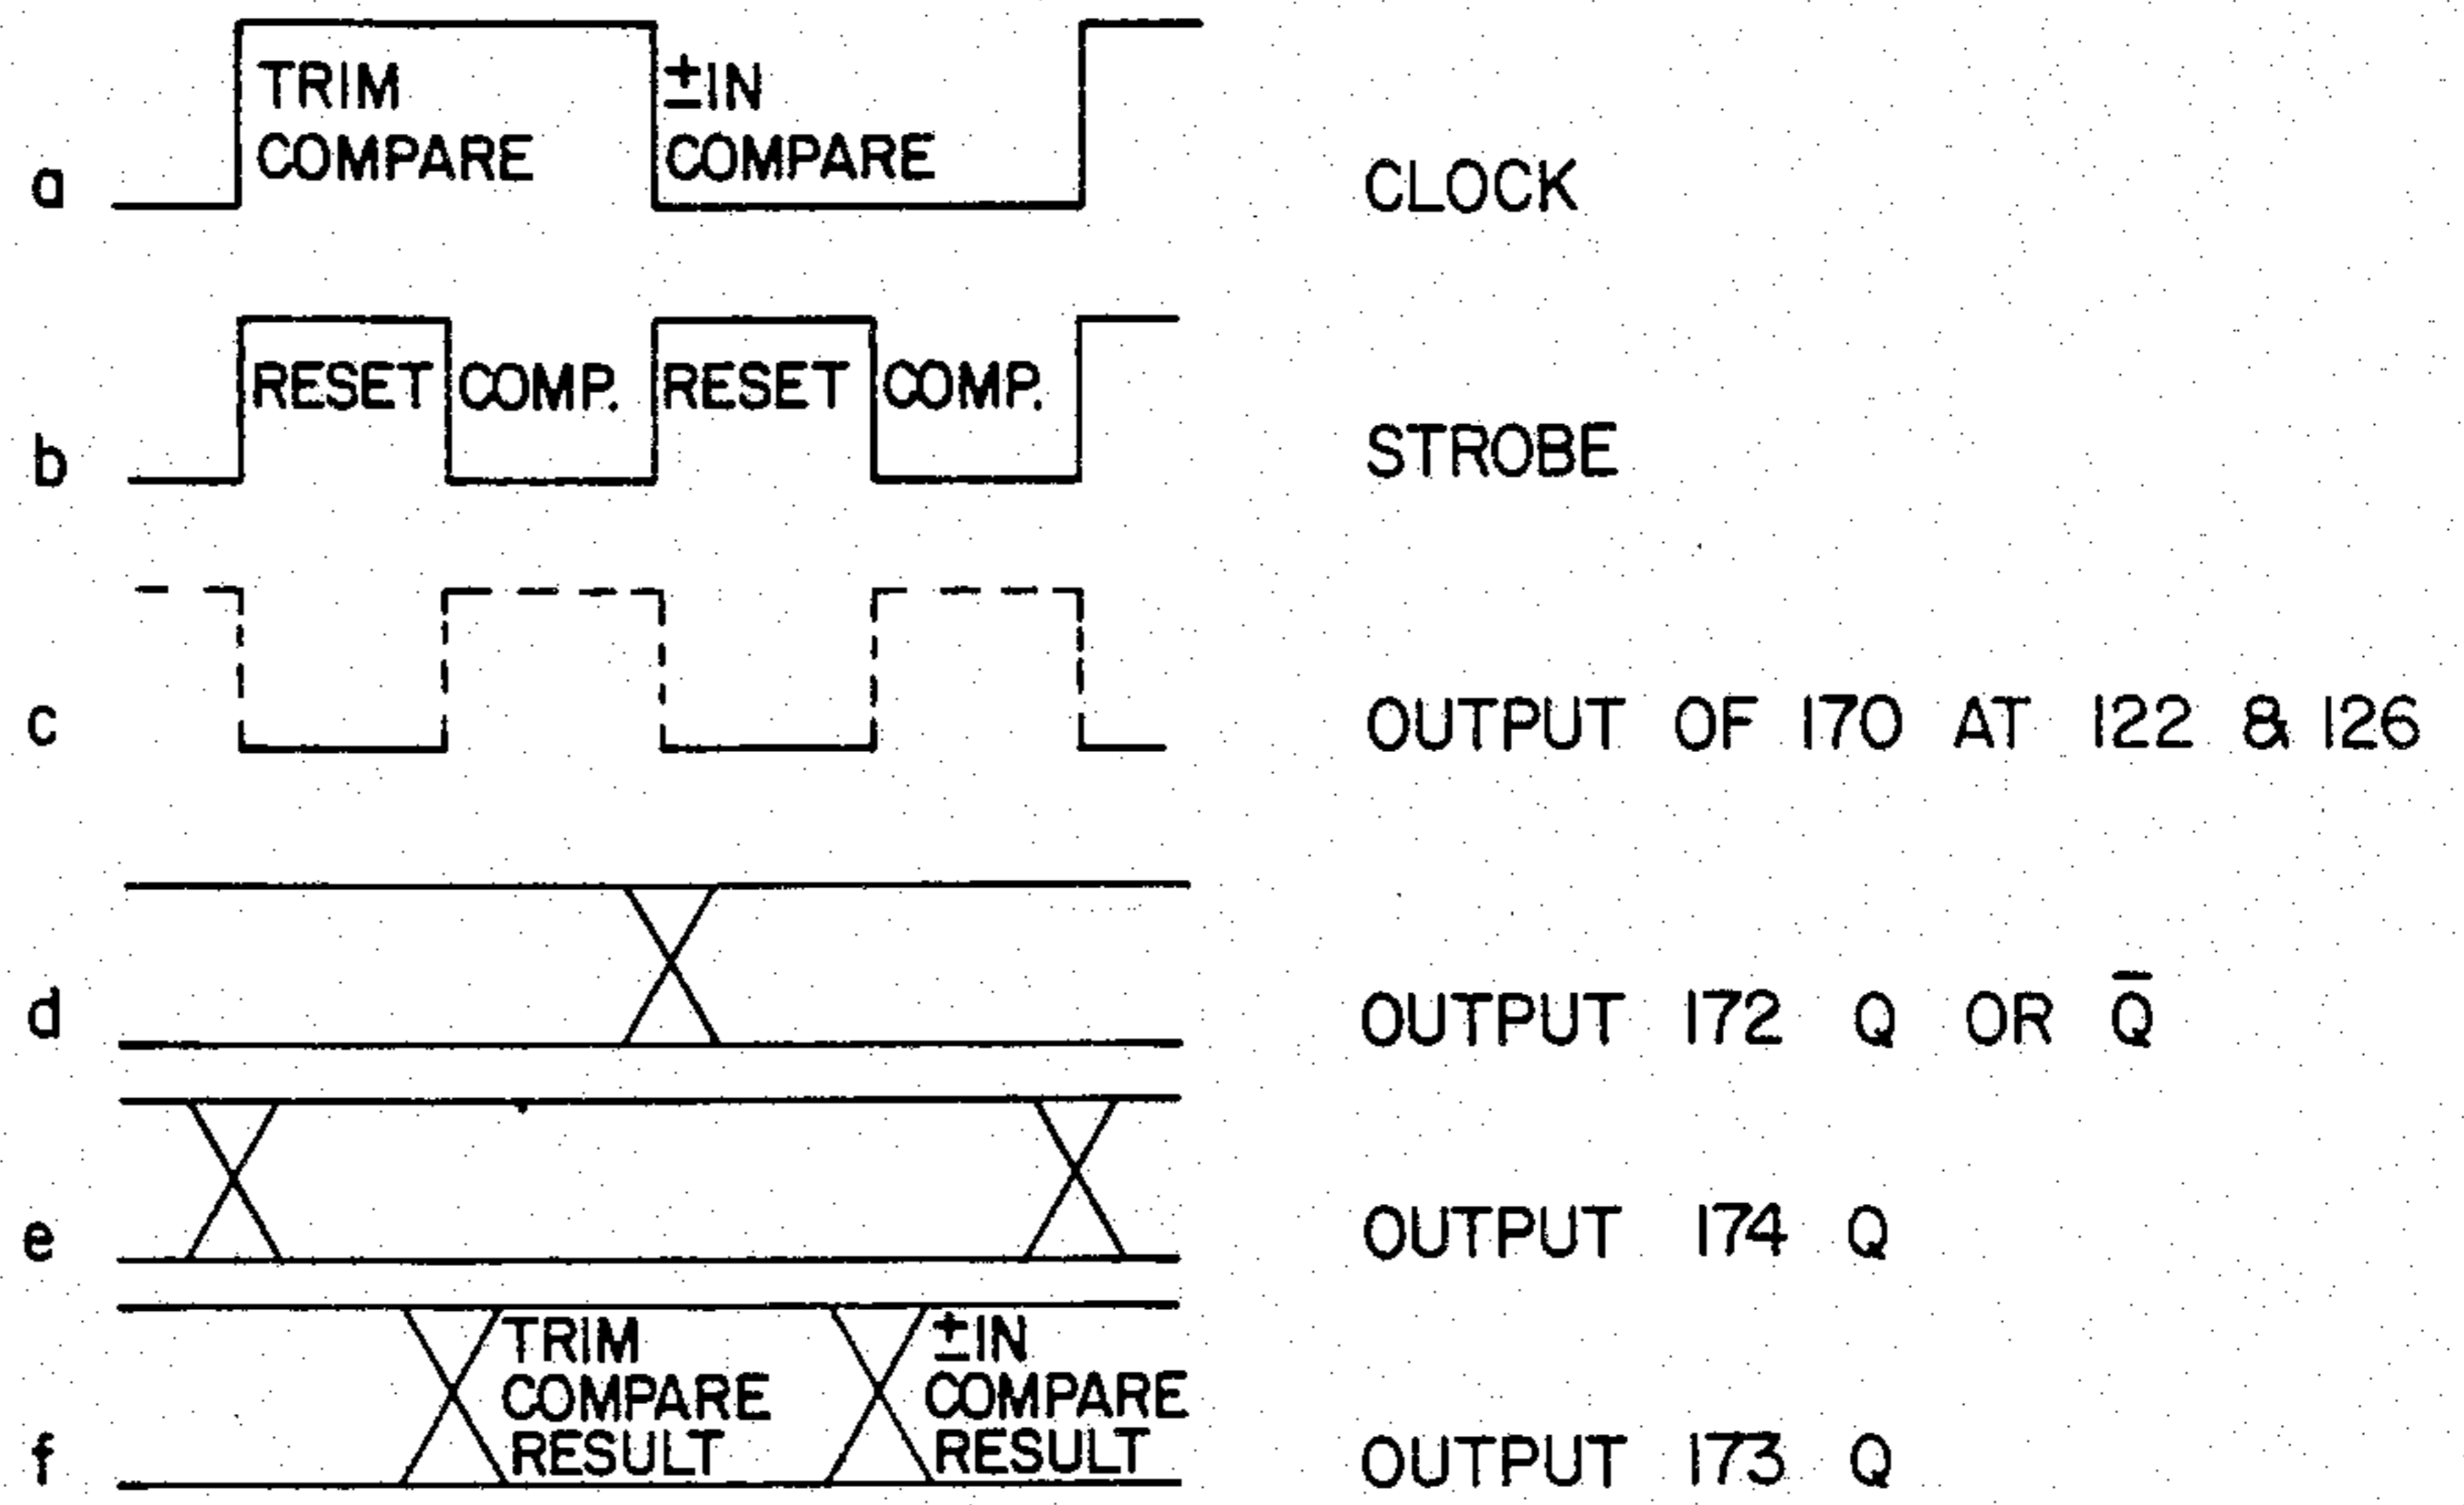 TRIM
COMPARE
±IN
COMPARE
a
CLOCK
RESET COMP. RESET COMP.
b
STROBE
c
OUTPUT OF 170 AT 122 & 126
d
OUTPUT 172 Q OR Q̅
e
OUTPUT 174 Q
TRIM
COMPARE
RESULT
±IN
COMPARE
RESULT
f
OUTPUT 173 Q